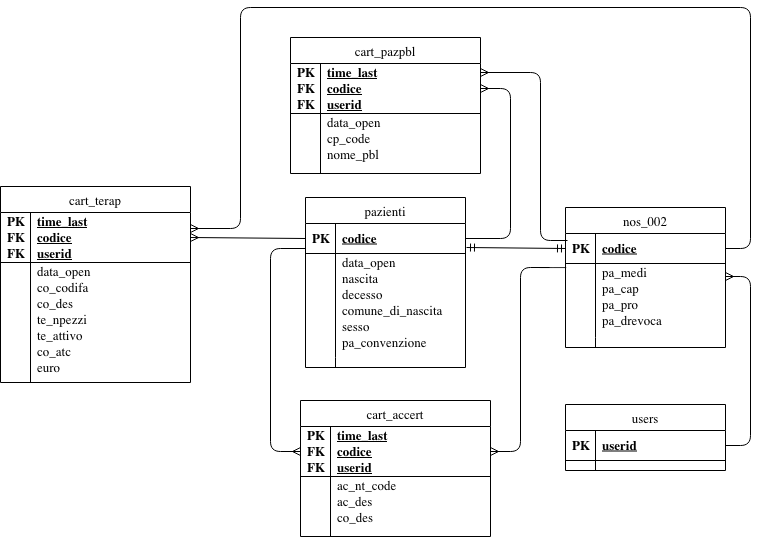 cart_pazpbl
PK time_last
FK codice
FK userid
data_open
cp_code
nome_pbl
cart_terap
PK time_last
FK codice
FK userid
data_open
co_codifa
co_des
te_npezzi
te_attivo
co_atc
euro
pazienti
PK codice
data_open
nascita
decesso
comune_di_nascita
sesso
pa_convenzione
nos_002
PK codice
pa_medi
pa_cap
pa_pro
pa_drevoca
cart_accert
PK time_last
FK codice
FK userid
ac_nt_code
ac_des
co_des
users
PK userid